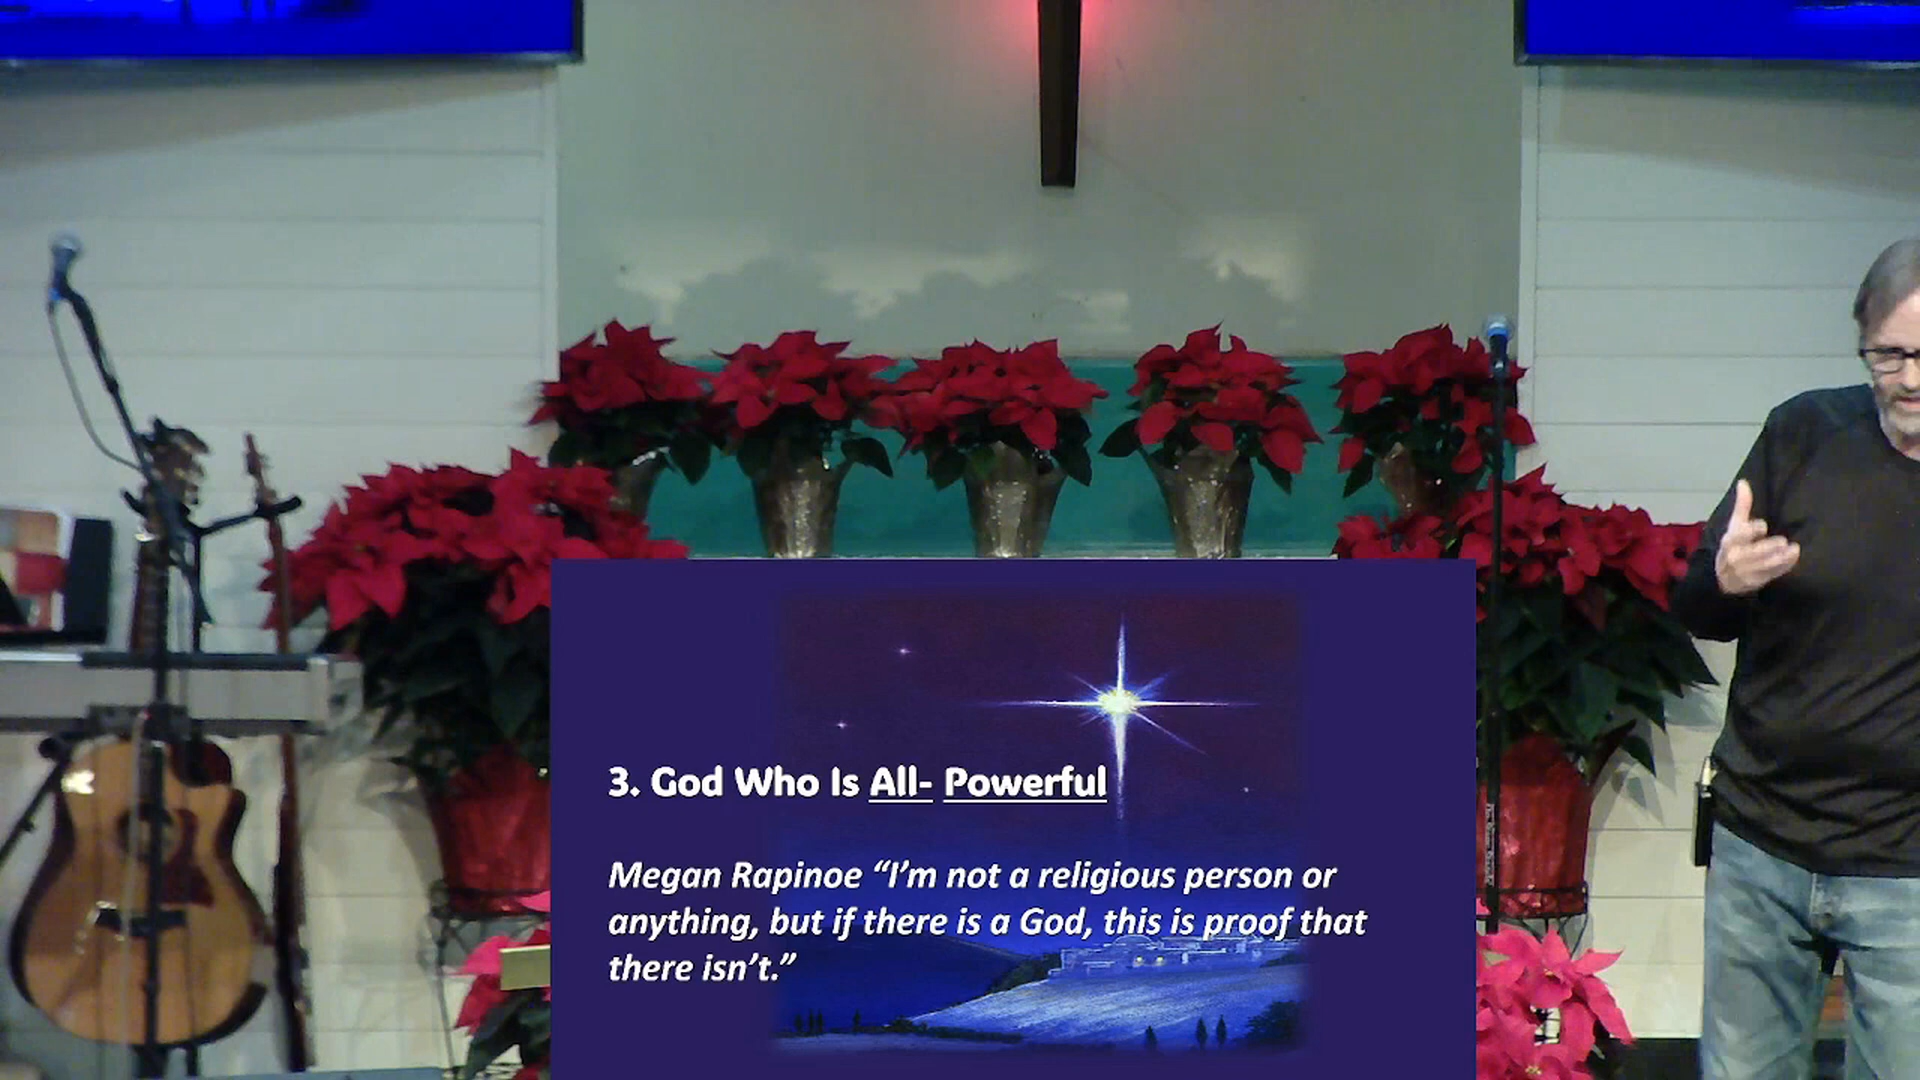 3. God Who Is All- Powerful
Megan Rapinoe “I’m not a religious person or
anything, but if there is a God, this is proof that
there isn’t.”